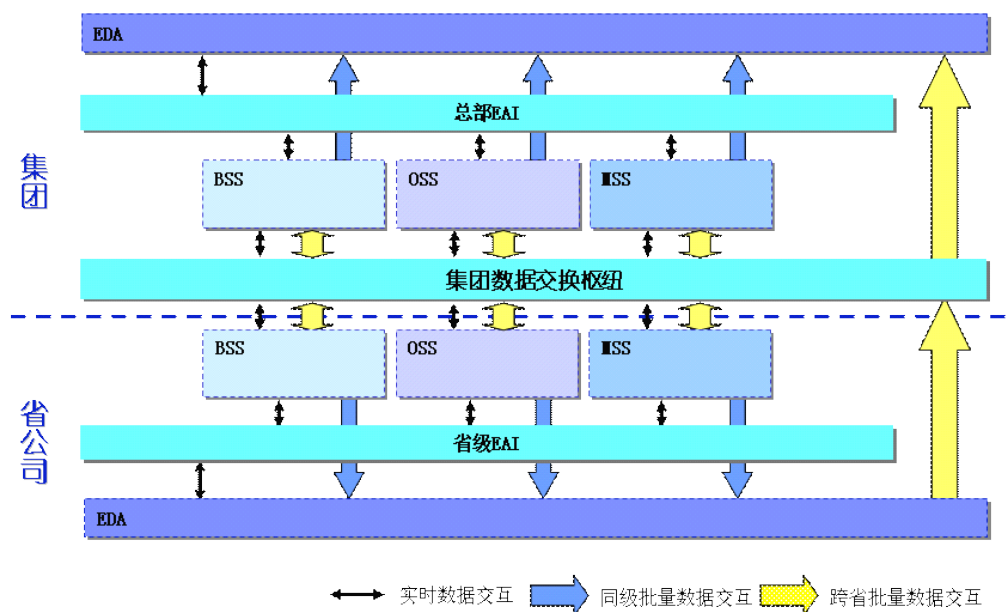 EDA
总部EAI
集团
BSS
OSS
MSS
集团数据交换枢纽
省公司
BSS
OSS
MSS
省级EAI
EDA
实时数据交互
同级批量数据交互
跨省批量数据交互